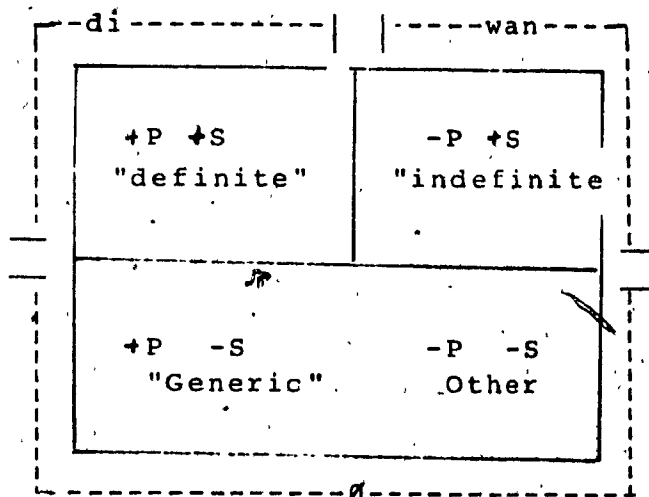 di wan
+P +S -P +S
"definite" "indefinite
+P -S -P -S
"Generic" Other
ø